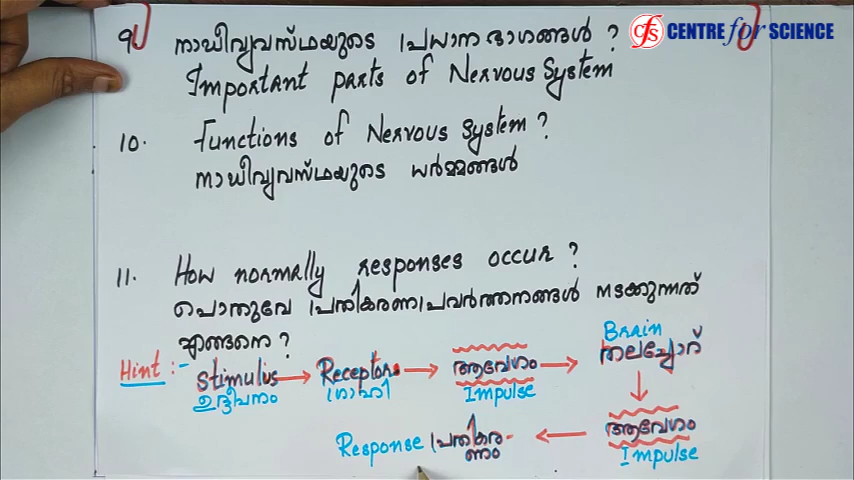 CFS CENTRE for SCIENCE
9 നാഡീവ്യവസ്ഥയുടെ പ്രധാന ഭാഗങ്ങൾ ?
Important parts of Nervous System
10. Functions of Nervous System ?
നാഡീവ്യവസ്ഥയുടെ ധർമ്മങ്ങൾ
11. How normally responses occur ?
പൊതുവേ പ്രതികരണപ്രവർത്തനങ്ങൾ നടക്കുന്നത്
എങ്ങനെ ?
Brain
Hint :- Stimulus → Receptors → ആവേഗം → തലച്ചോറ്
ഉദ്ദീപനം ഗ്രാഹി Impulse
Response പ്രതികര- ← ആവേഗം
ണം Impulse